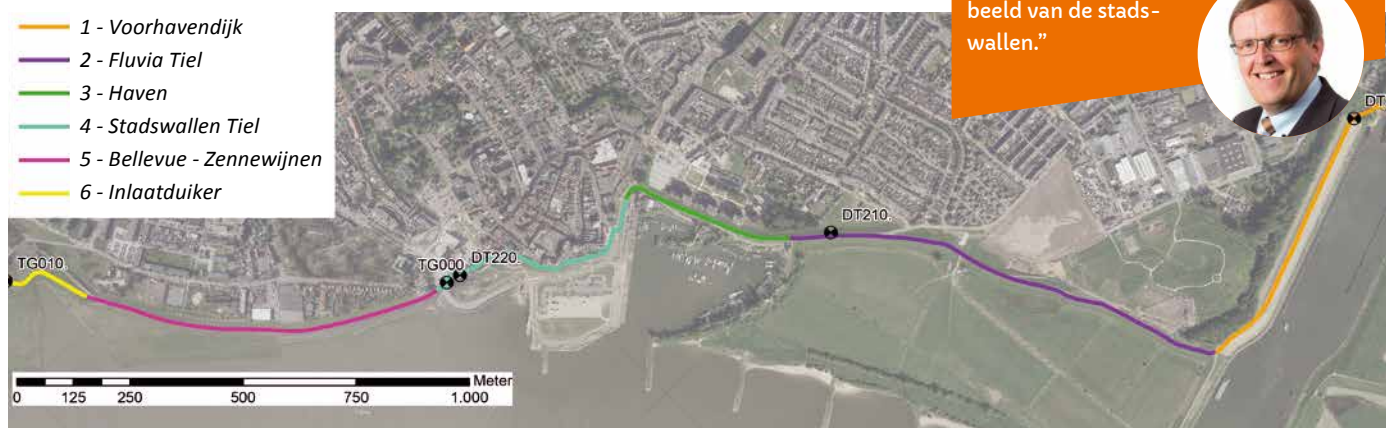 1 - Voorhavendijk
2 - Fluvia Tiel
3 - Haven
4 - Stadswallen Tiel
5 - Bellevue - Zennewijnen
6 - Inlaatduiker
beeld van de stads-
wallen.”
DT
DT210.
TG010.
TG000
DT220.
Meter
0 125 250 500 750 1.000